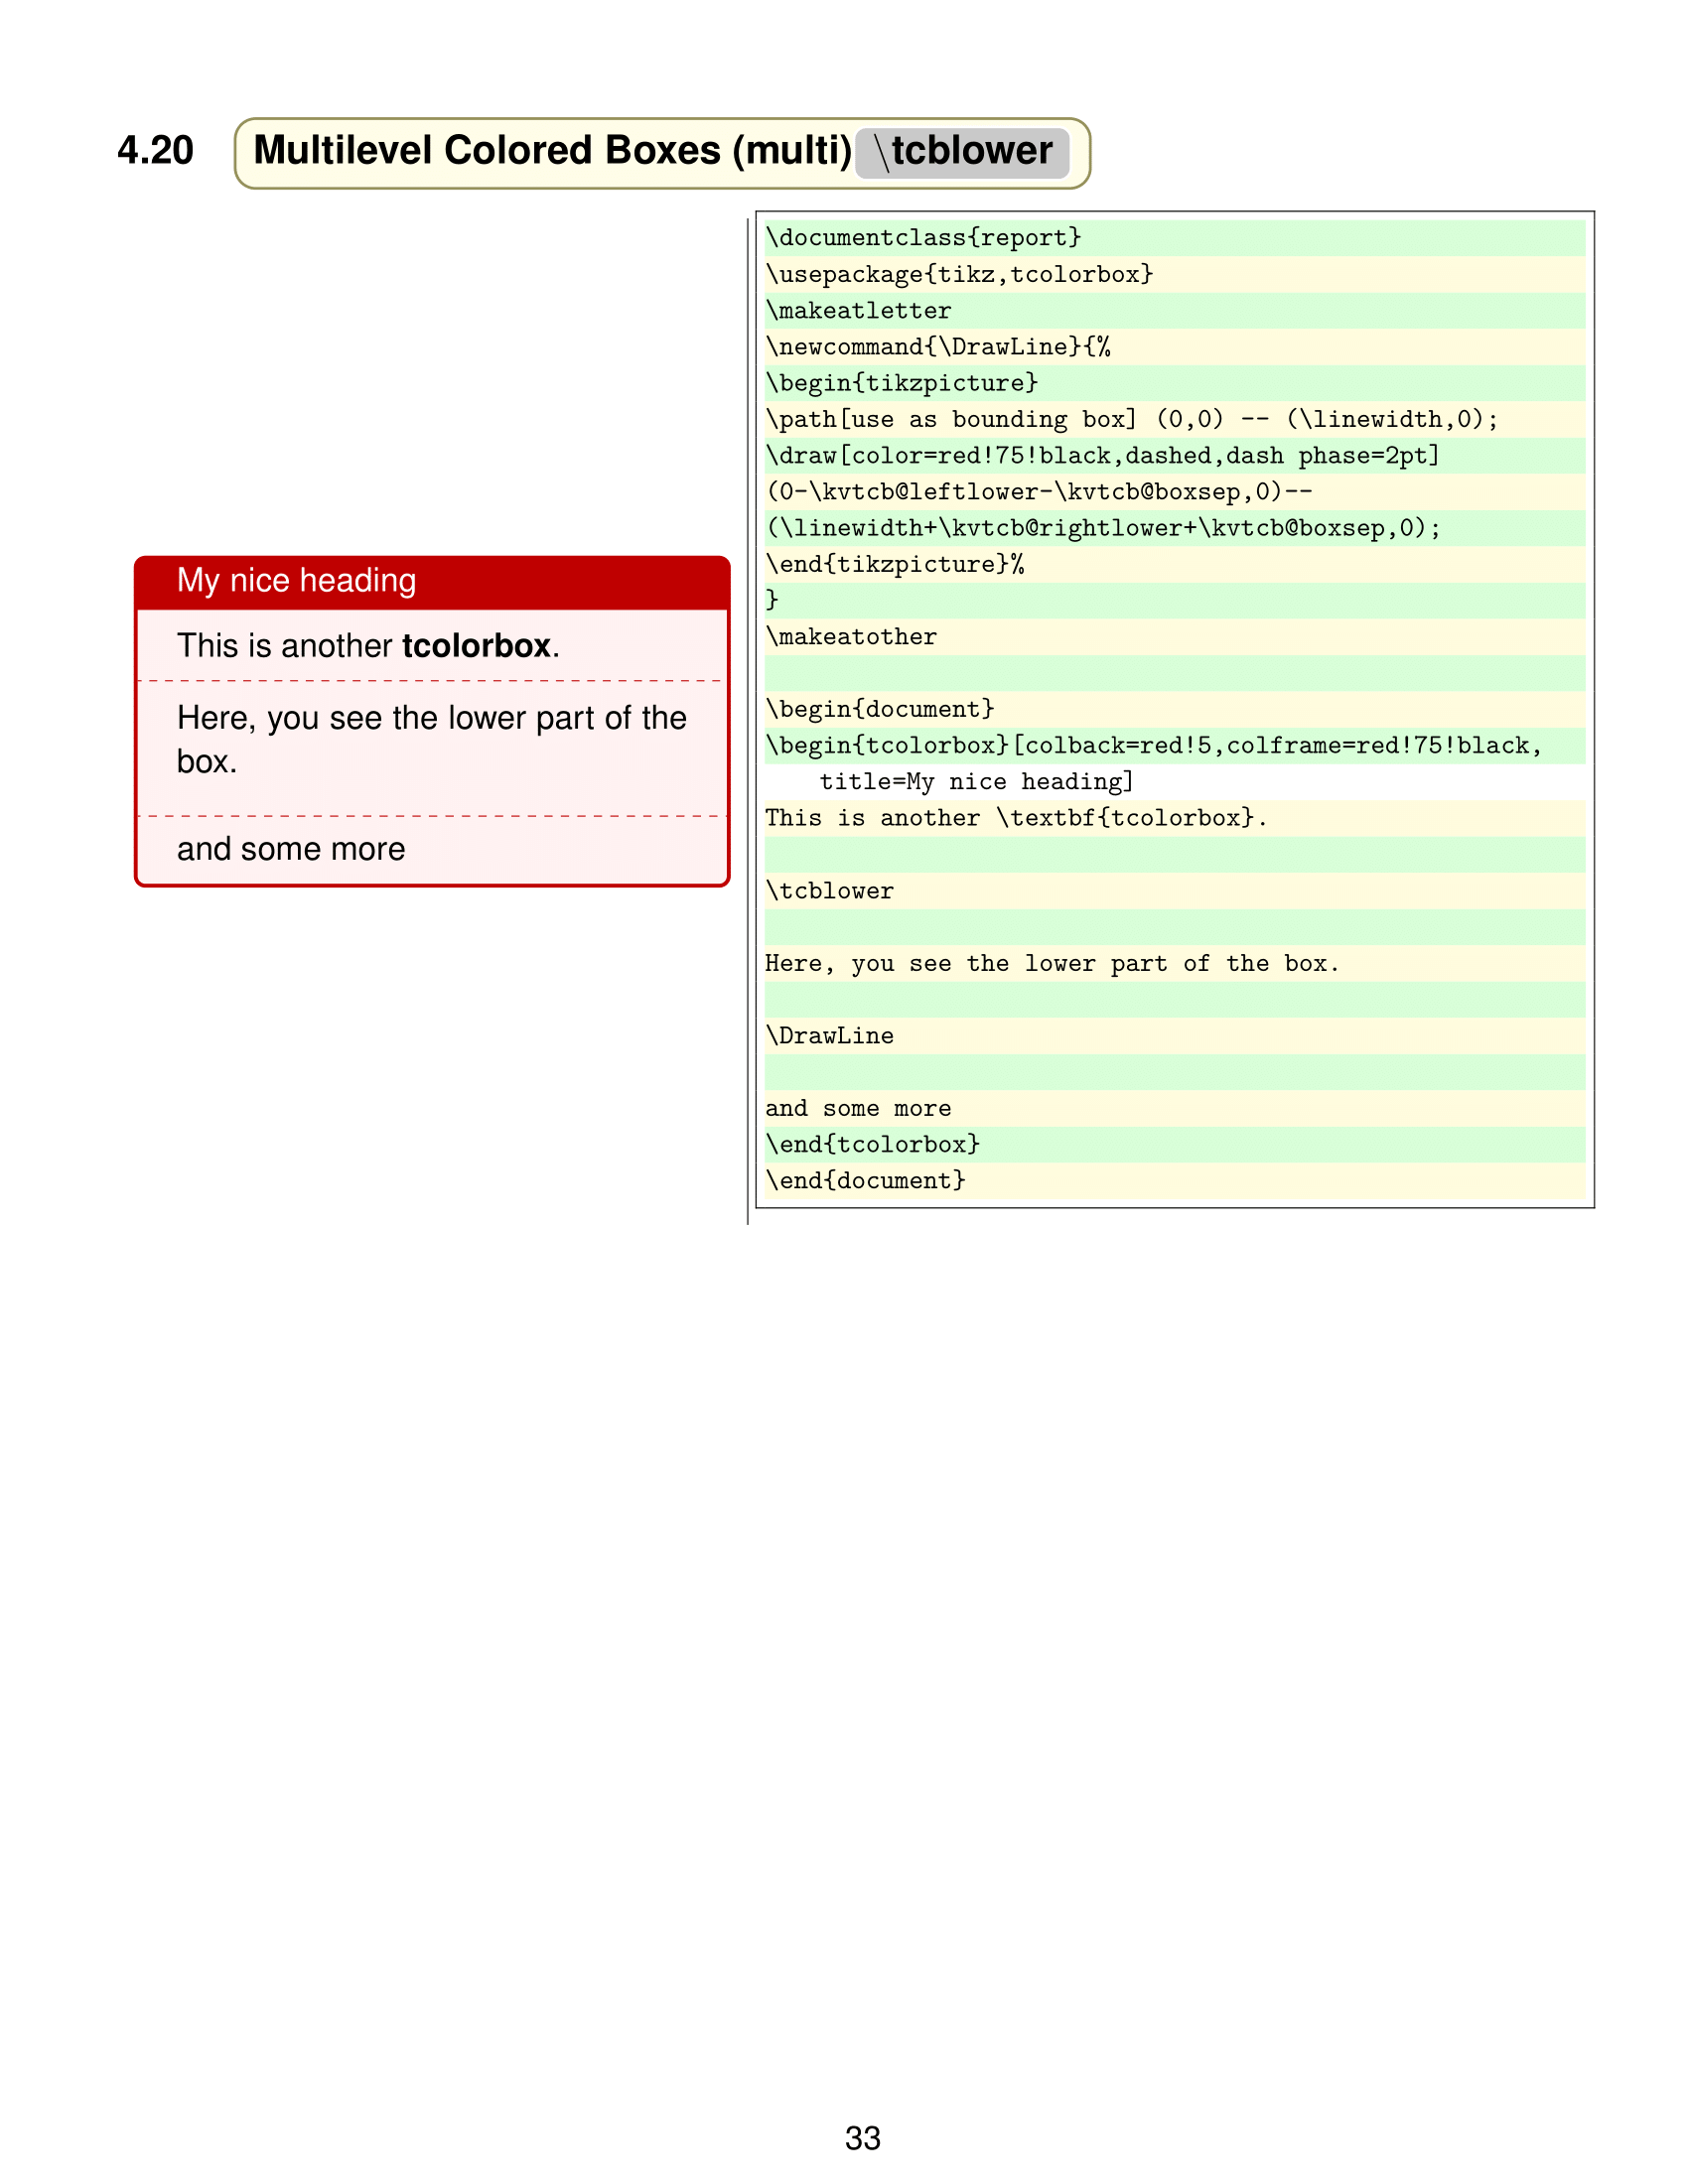 4.20 Multilevel Colored Boxes (multi) \tcblower
My nice heading
This is another tcolorbox.
Here, you see the lower part of the
box.
and some more
\documentclass{report}
\usepackage{tikz,tcolorbox}
\makeatletter
\newcommand{\DrawLine}{%
\begin{tikzpicture}
\path[use as bounding box] (0,0) -- (\linewidth,0);
\draw[color=red!75!black,dashed,dash phase=2pt]
(0-\kvtcb@leftlower-\kvtcb@boxsep,0)--
(\linewidth+\kvtcb@rightlower+\kvtcb@boxsep,0);
\end{tikzpicture}%
}
\makeatother
\begin{document}
\begin{tcolorbox}[colback=red!5,colframe=red!75!black,
title=My nice heading]
This is another \textbf{tcolorbox}.
\tcblower
Here, you see the lower part of the box.
\DrawLine
and some more
\end{tcolorbox}
\end{document}
33